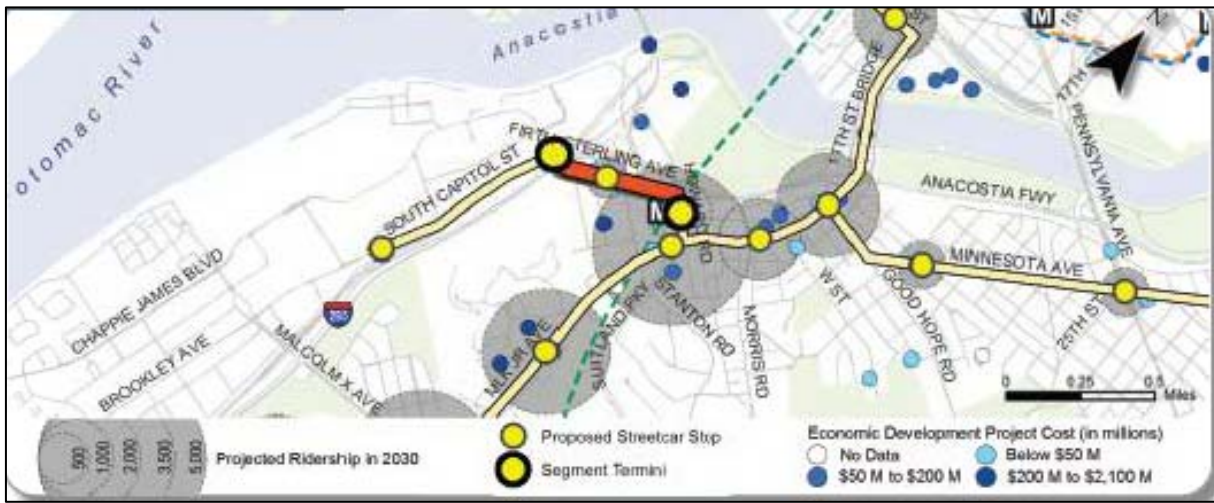 otomac River
Anacostia
M
M
N
17TH
PENNSYLVANIA AVE
11TH ST BRIDGE
FIRTH STERLING AVE
ANACOSTIA FWY
SOUTH CAPITOL ST
M
MINNESOTA AVE
CHAPPIE JAMES BLVD
W ST
GOOD HOPE RD
25TH ST
STANTON RD
SUITLAND PKY
MORRIS RD
295
BROOKLEY AVE
MALCOLM X AVE
MLK JR AVE
0 0.25 0.5
Miles
500 1,000 2,000 3,500 5,000
Projected Ridership in 2030
Proposed Streetcar Stop
Segment Termini
Economic Development Project Cost (in millions)
No Data
Below $50 M
$50 M to $200 M
$200 M to $2,100 M